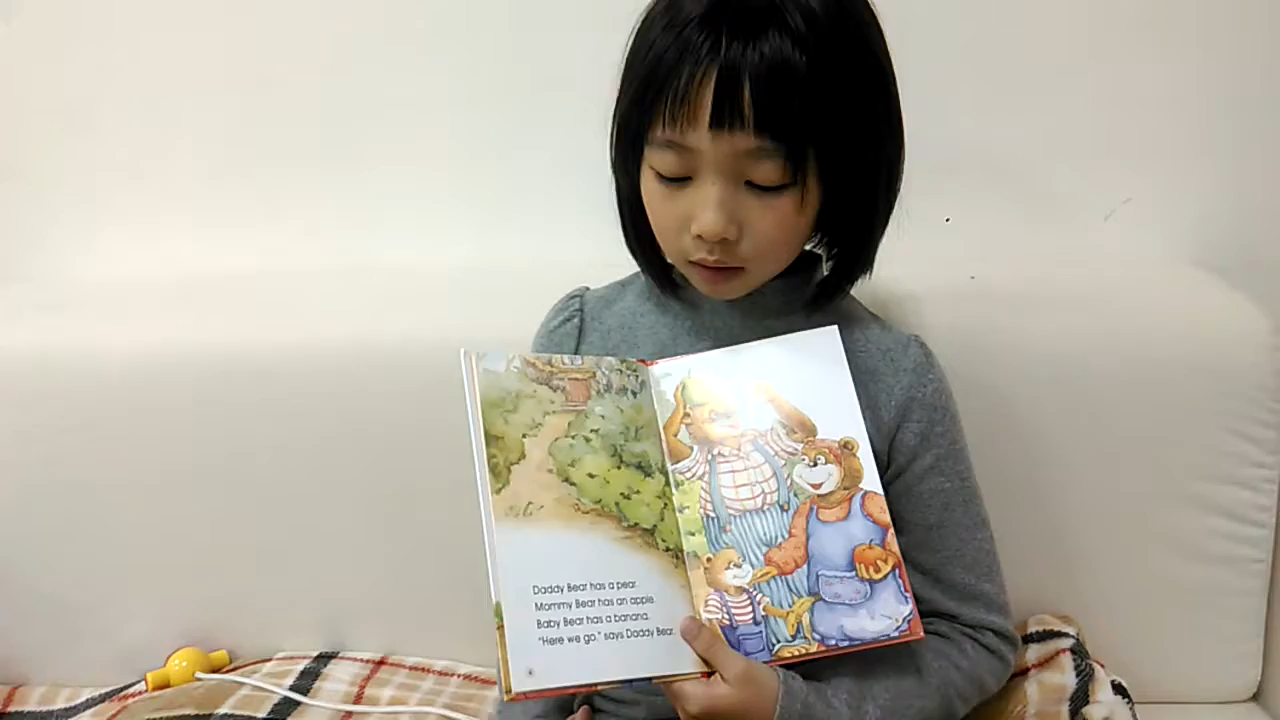 Daddy Bear has a pear.
Mommy Bear has an apple.
Baby Bear has a banana.
"Here we go," says Daddy Bear.